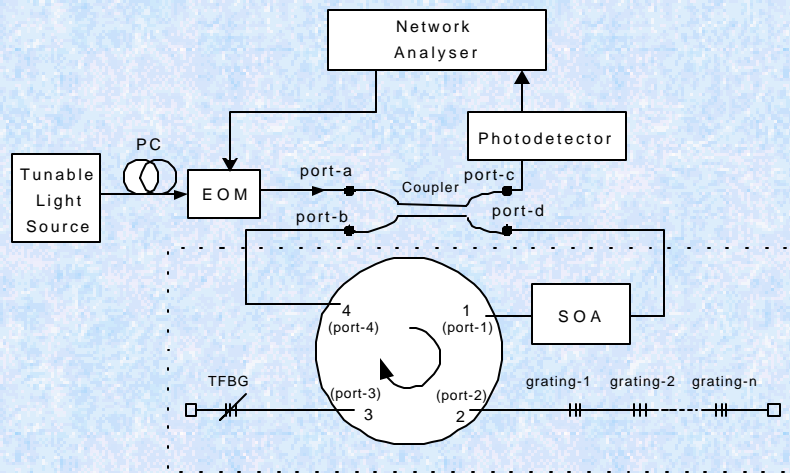 Network
Analyser
PC
Photodetector
Tunable
Light
Source
EOM
port-a
Coupler
port-c
port-b
port-d
4
(port-4)
1
(port-1)
SOA
TFBG
(port-3)
3
(port-2)
2
grating-1
grating-2
grating-n